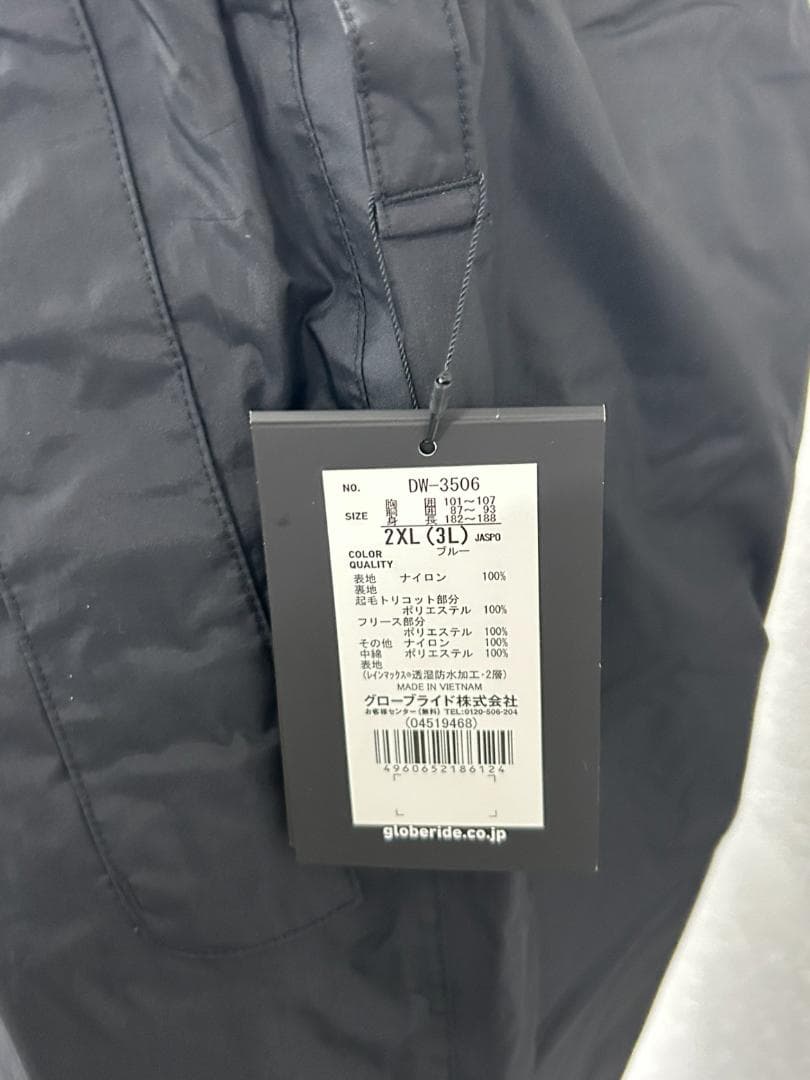 NO. DW-3506
胸 囲 101～107
SIZE 胴 囲 87～ 93
身 長 182～188
2XL(3L) JASPO
COLOR ブルー
QUALITY
表地 ナイロン 100%
裏地
起毛トリコット部分
ポリエステル 100%
フリース部分
ポリエステル 100%
その他 ナイロン 100%
中綿 ポリエステル 100%
表地
(レインマックス®透湿防水加工・2層)
MADE IN VIETNAM
グローブライド株式会社
お客様センター(無料) TEL:0120-506-204
(04519468)
4960652186124
globeride.co.jp